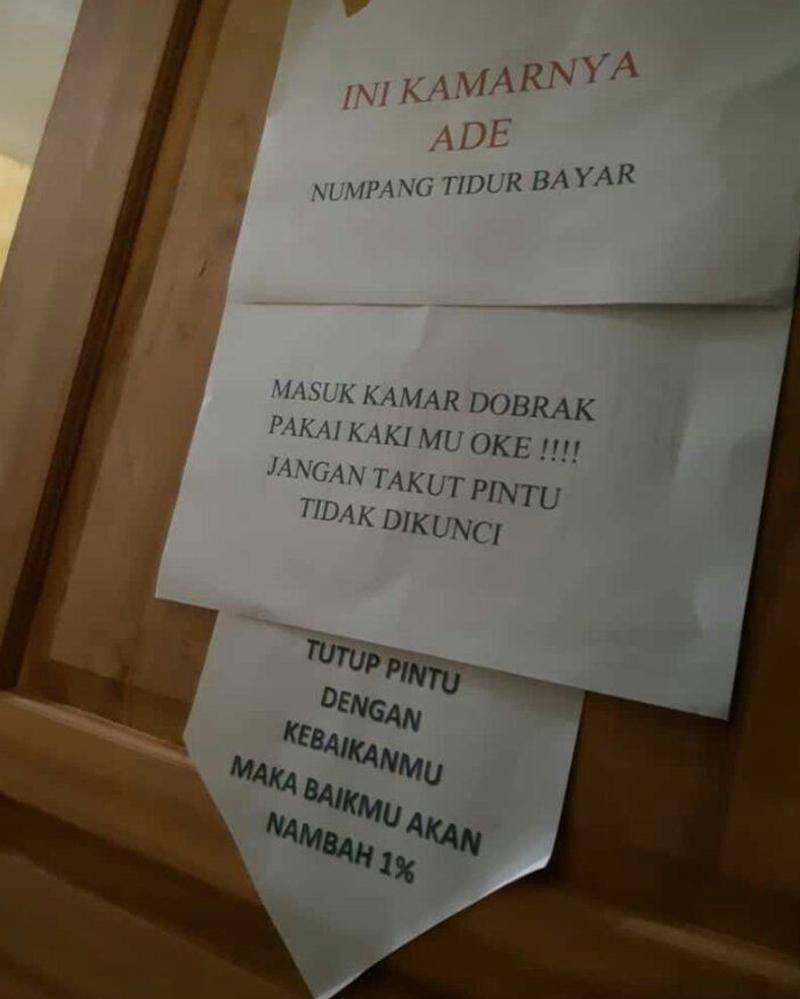 INI KAMARNYA
ADE
NUMPANG TIDUR BAYAR
MASUK KAMAR DOBRAK
PAKAI KAKI MU OKE !!!!
JANGAN TAKUT PINTU
TIDAK DIKUNCI
TUTUP PINTU
DENGAN
KEBAIKANMU
MAKA BAIKMU AKAN
NAMBAH 1%